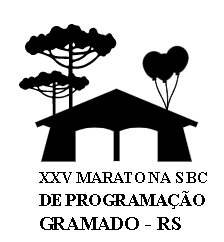 XXV MARATONA SBC
DE PROGRAMAÇÃO
GRAMADO - RS